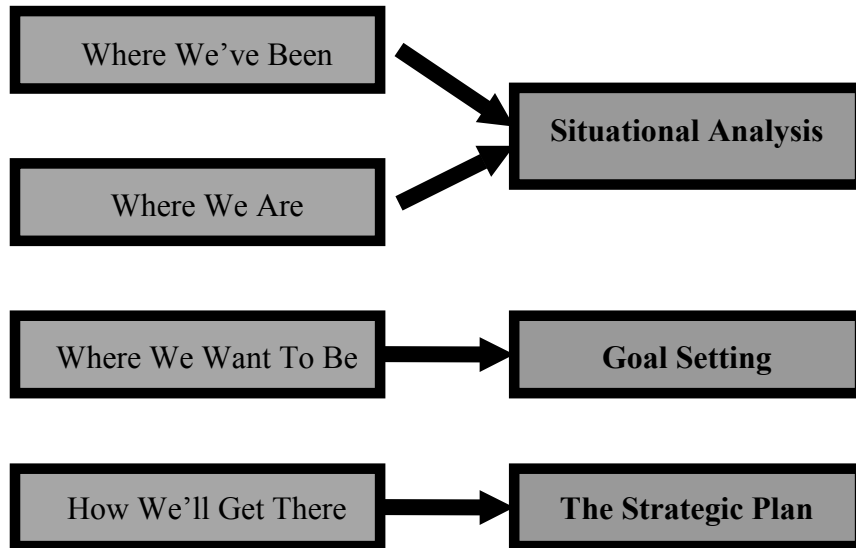 Where We’ve Been
Situational Analysis
Where We Are
Where We Want To Be
Goal Setting
How We’ll Get There
The Strategic Plan